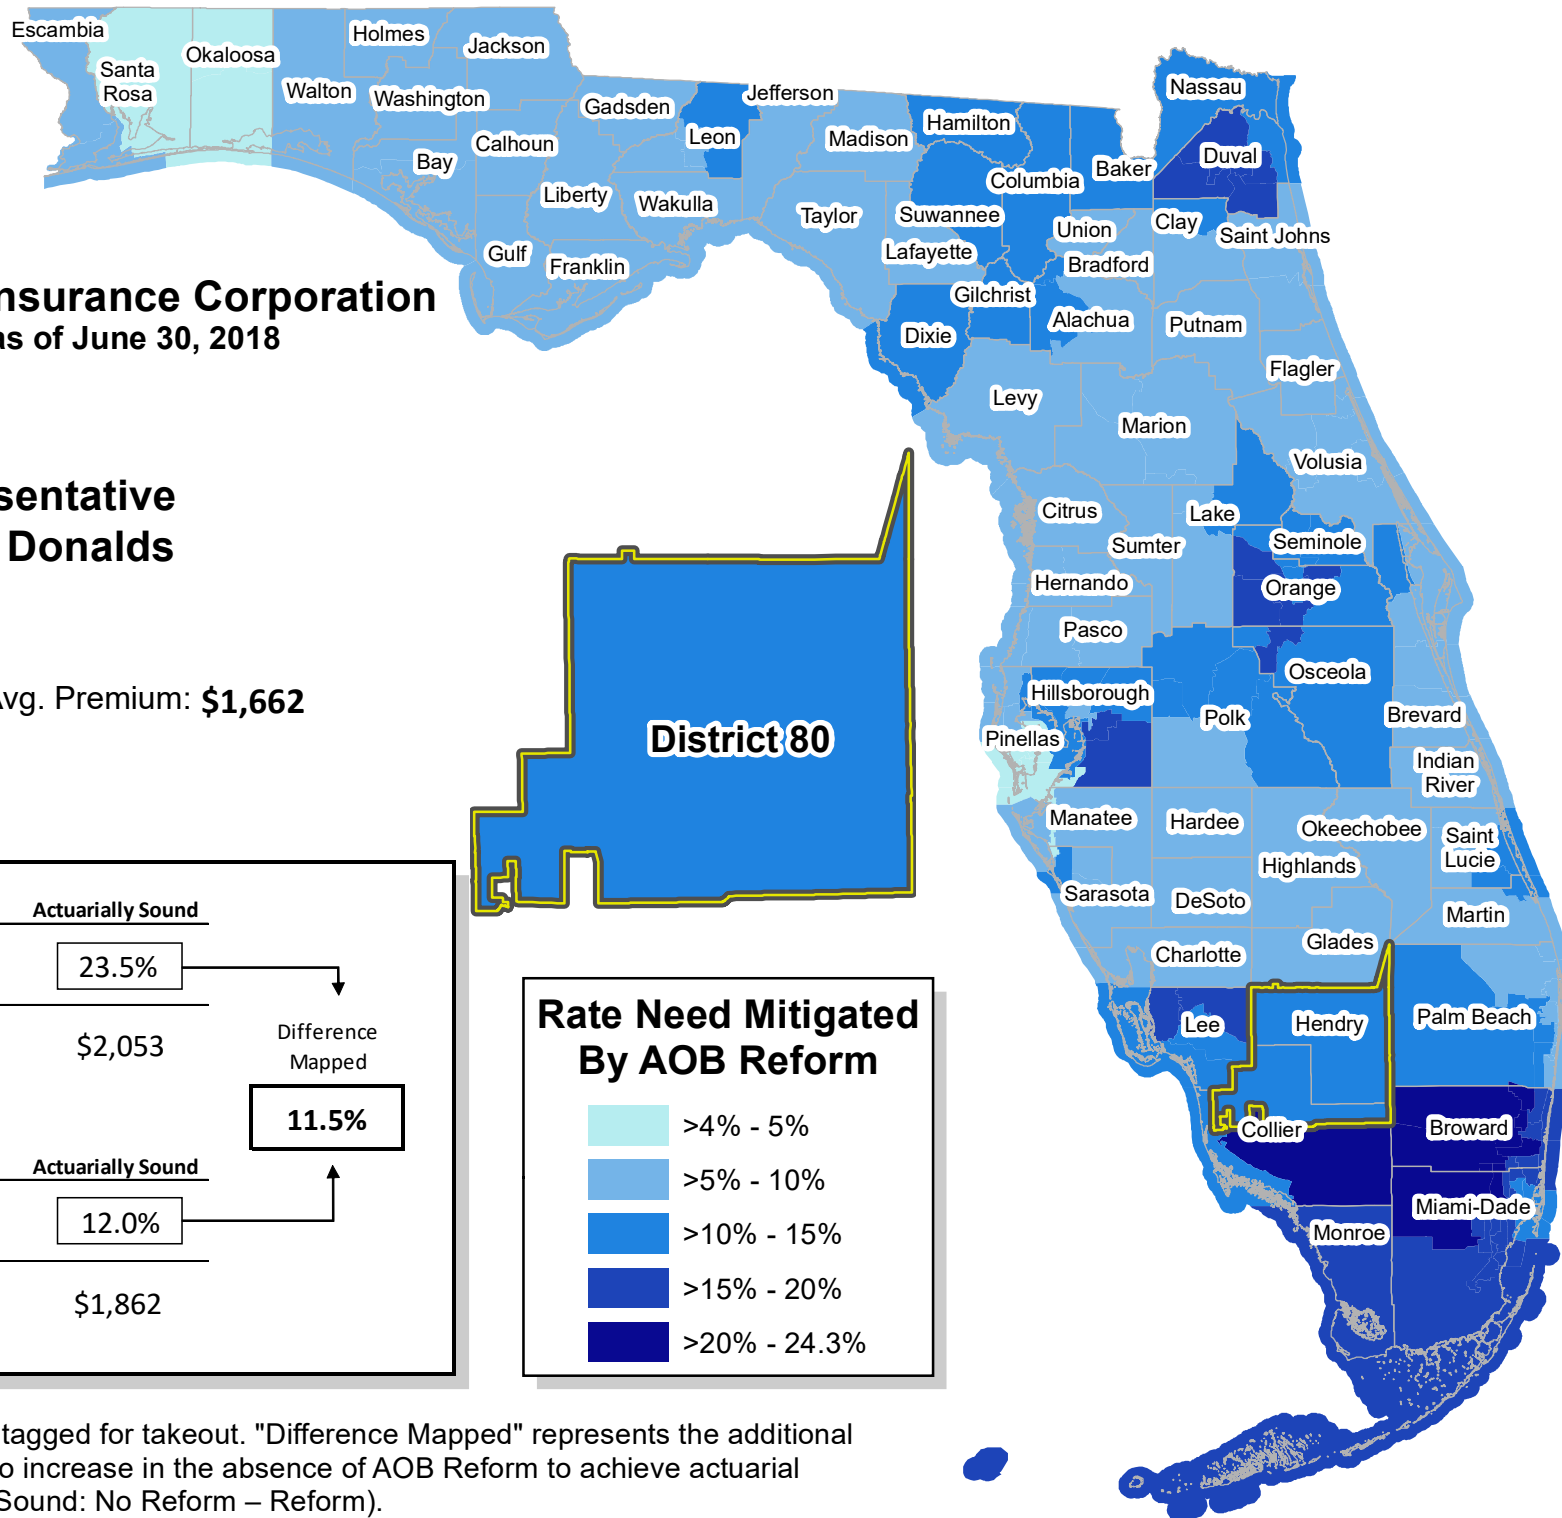 Escambia
Santa
Rosa
Okaloosa
Walton
Holmes
Washington
Jackson
Bay
Calhoun
Gulf
Liberty
Franklin
Gadsden
Wakulla
Leon
Jefferson
Madison
Taylor
Hamilton
Suwannee
Lafayette
Columbia
Baker
Nassau
Duval
Union
Clay
Saint Johns
Bradford
Gilchrist
Dixie
Alachua
Putnam
Flagler
Levy
Marion
Volusia
Citrus
Lake
Sumter
Seminole
Hernando
Orange
Pasco
Osceola
Hillsborough
Polk
Brevard
Pinellas
Indian
River
Manatee
Hardee
Okeechobee
Saint
Lucie
Highlands
Sarasota
DeSoto
Martin
Glades
Charlotte
Lee
Hendry
Palm Beach
Collier
Broward
Miami-Dade
Monroe
nsurance Corporation
as of June 30, 2018
sentative
Donalds
Avg. Premium: $1,662
District 80
Actuarially Sound
23.5%
$2,053
Difference
Mapped
11.5%
Actuarially Sound
12.0%
$1,862
Rate Need Mitigated
By AOB Reform
>4% - 5%
>5% - 10%
>10% - 15%
>15% - 20%
>20% - 24.3%
tagged for takeout. "Difference Mapped" represents the additional
o increase in the absence of AOB Reform to achieve actuarial
Sound: No Reform – Reform).